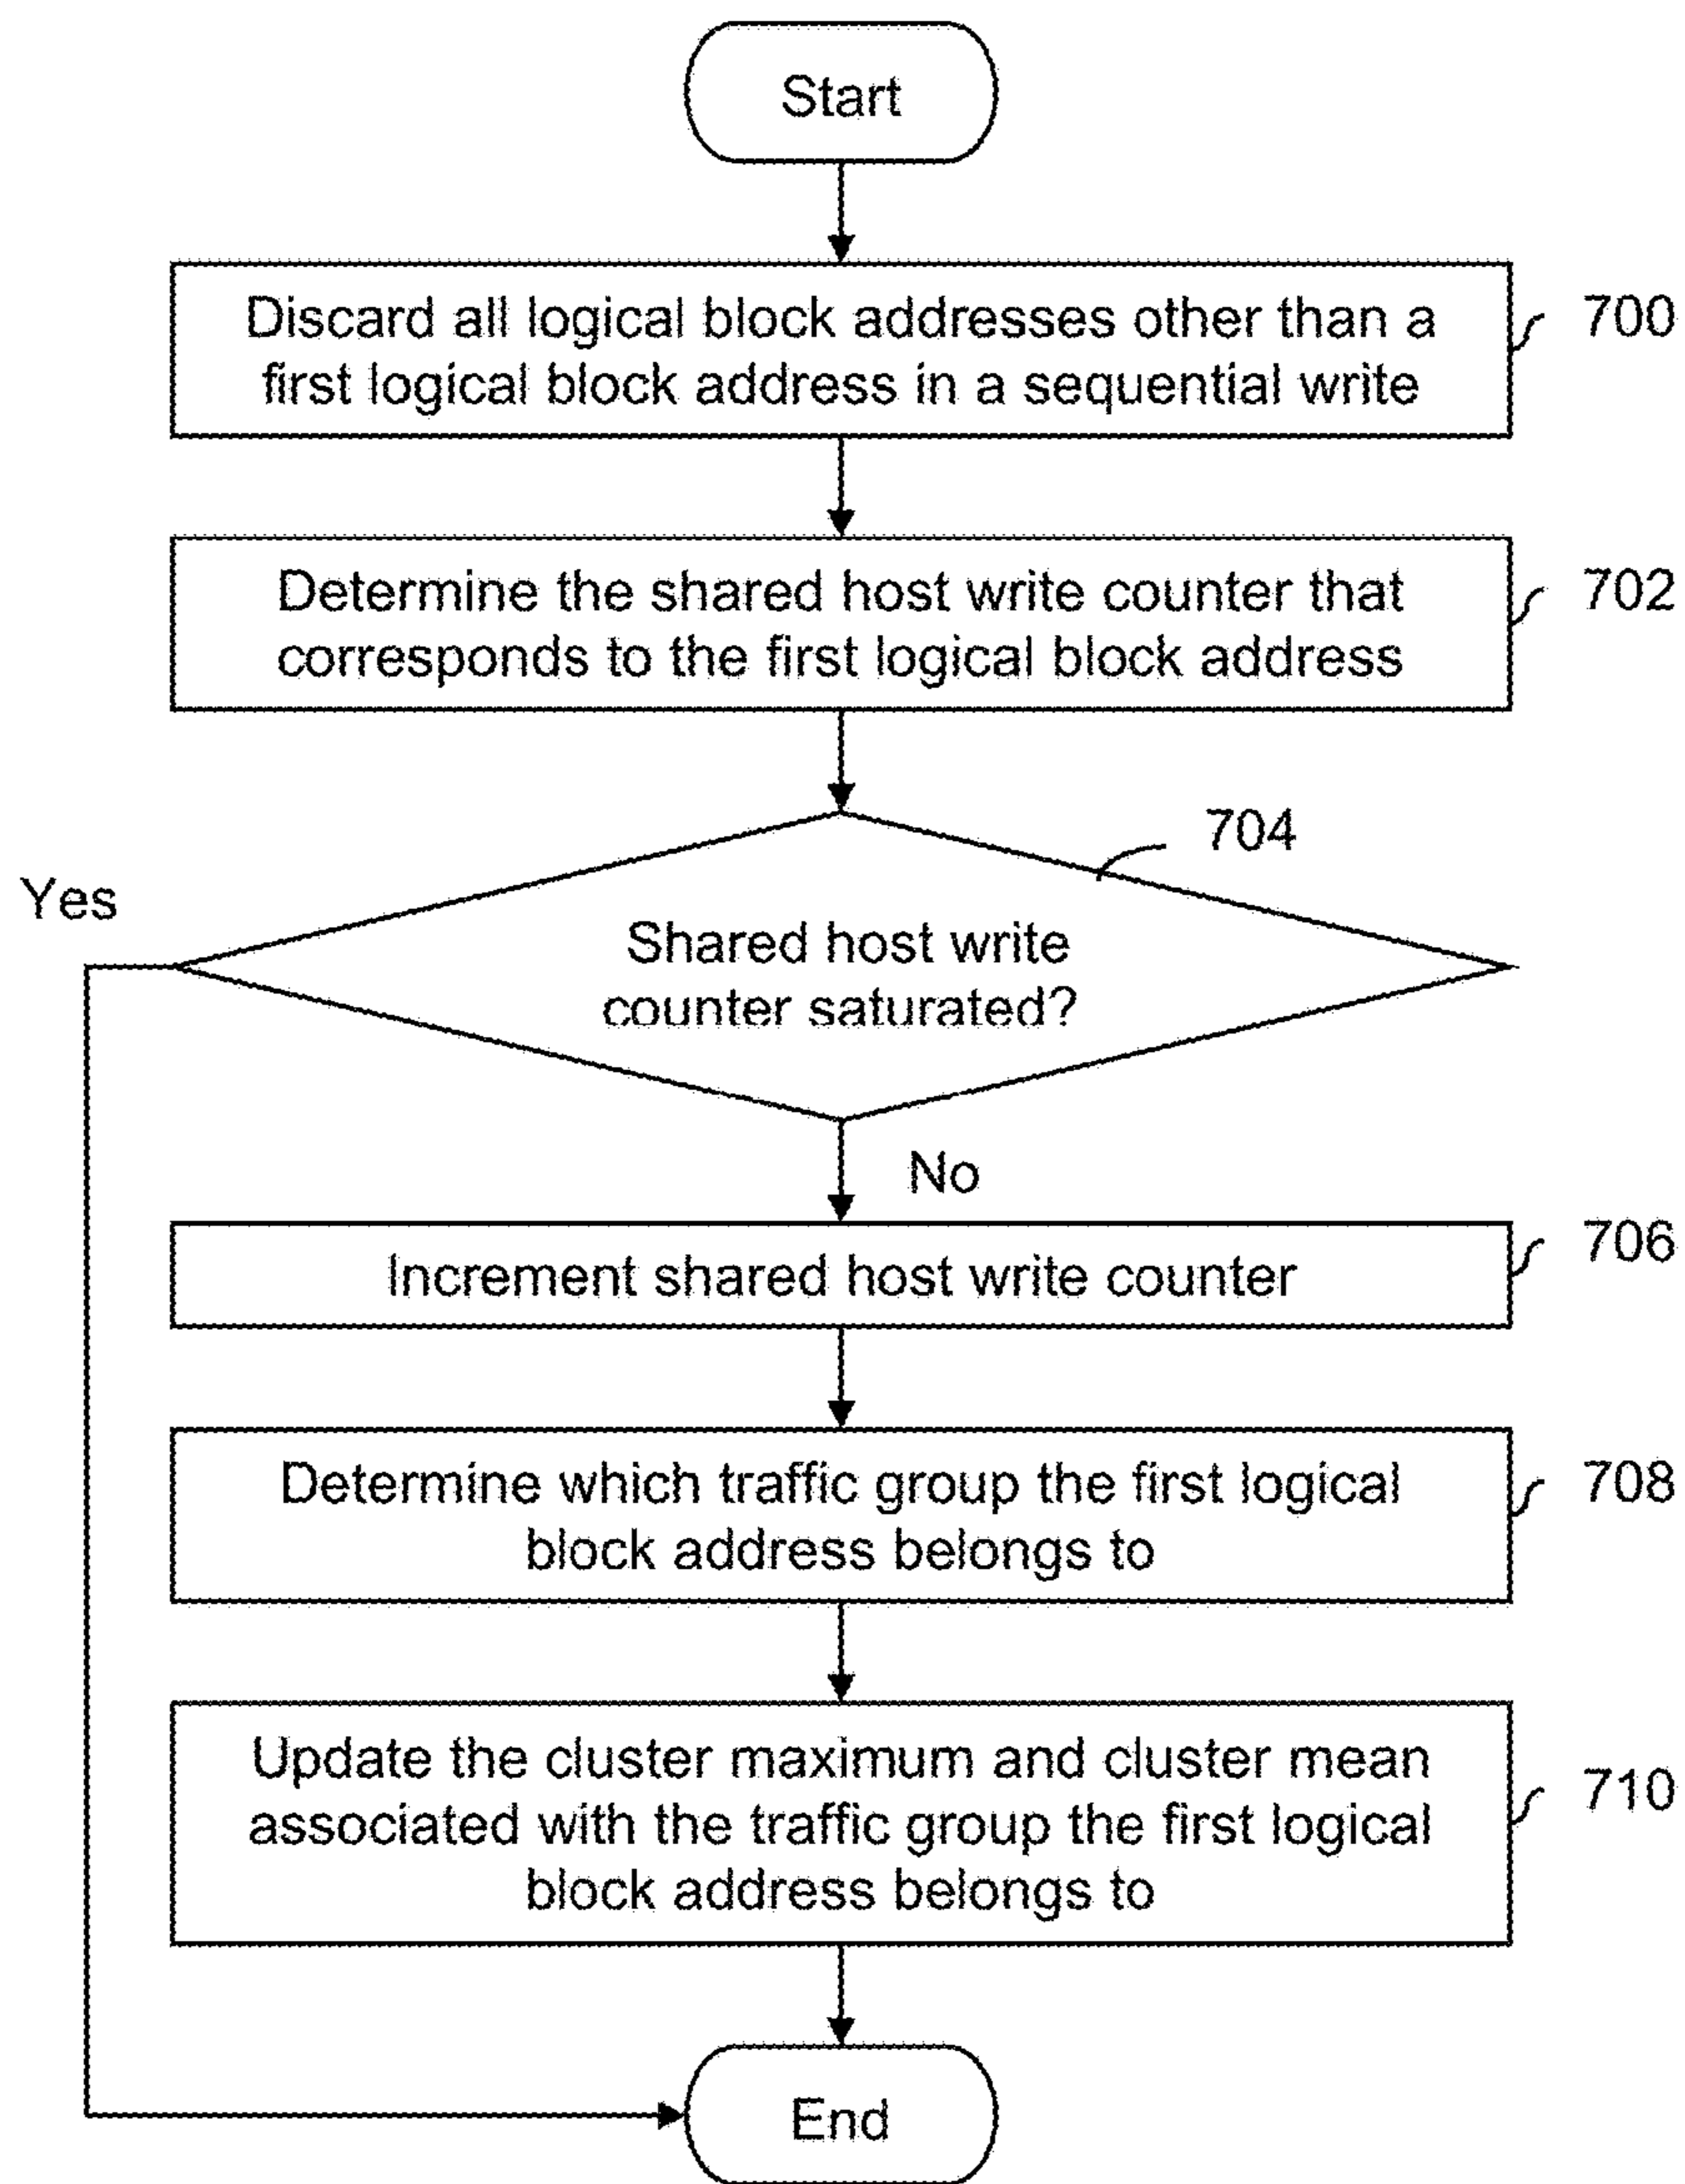 Start
Discard all logical block addresses other than a
first logical block address in a sequential write
700
Determine the shared host write counter that
corresponds to the first logical block address
702
704
Yes
Shared host write
counter saturated?
No
Increment shared host write counter
706
Determine which traffic group the first logical
block address belongs to
708
Update the cluster maximum and cluster mean
associated with the traffic group the first logical
block address belongs to
710
End